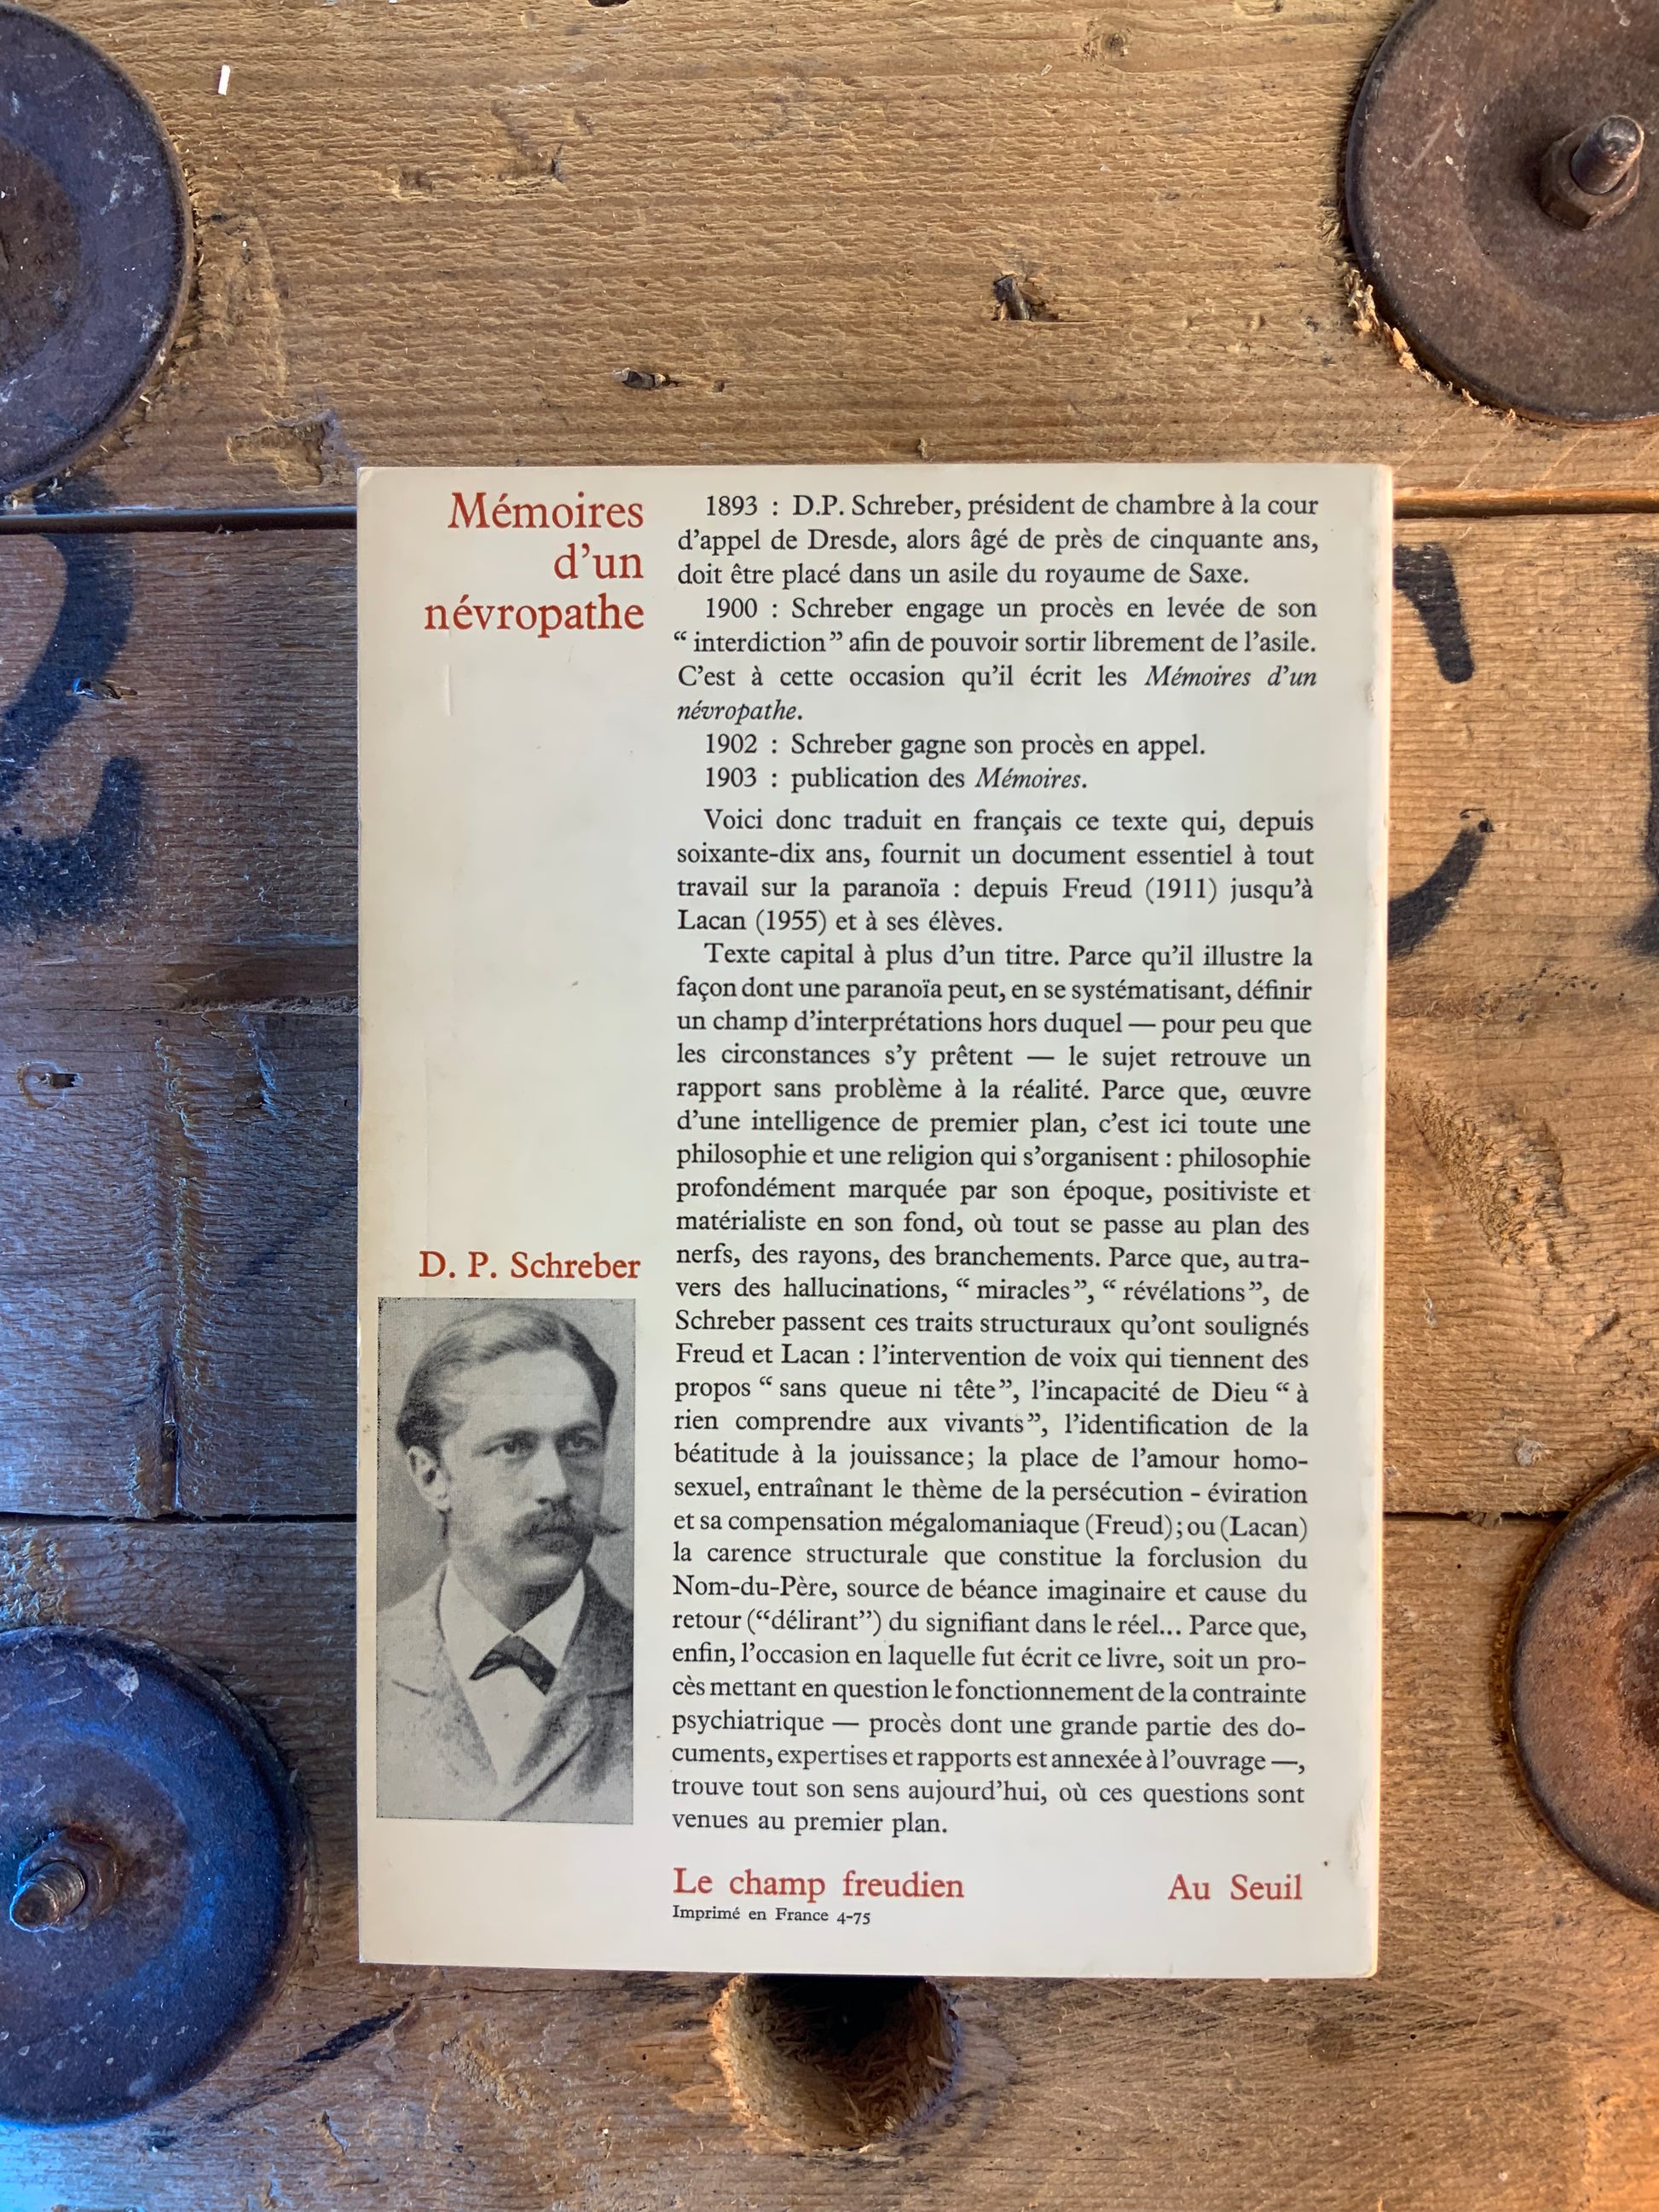 Mémoires
d’un
névropathe
1893 : D.P. Schreber, président de chambre à la cour
d’appel de Dresde, alors âgé de près de cinquante ans,
doit être placé dans un asile du royaume de Saxe.
1900 : Schreber engage un procès en levée de son
“ interdiction ” afin de pouvoir sortir librement de l’asile.
C’est à cette occasion qu’il écrit les Mémoires d’un
névropathe.
1902 : Schreber gagne son procès en appel.
1903 : publication des Mémoires.
Voici donc traduit en français ce texte qui, depuis
soixante-dix ans, fournit un document essentiel à tout
travail sur la paranoïa : depuis Freud (1911) jusqu’à
Lacan (1955) et à ses élèves.
Texte capital à plus d’un titre. Parce qu’il illustre la
façon dont une paranoïa peut, en se systématisant, définir
un champ d’interprétations hors duquel — pour peu que
les circonstances s’y prêtent — le sujet retrouve un
rapport sans problème à la réalité. Parce que, œuvre
d’une intelligence de premier plan, c’est ici toute une
philosophie et une religion qui s’organisent : philosophie
profondément marquée par son époque, positiviste et
matérialiste en son fond, où tout se passe au plan des
nerfs, des rayons, des branchements. Parce que, au tra-
vers des hallucinations, “ miracles ”, “ révélations ”, de
Schreber passent ces traits structuraux qu’ont soulignés
Freud et Lacan : l’intervention de voix qui tiennent des
propos “ sans queue ni tête ”, l’incapacité de Dieu “ à
rien comprendre aux vivants ”, l’identification de la
béatitude à la jouissance; la place de l’amour homo-
sexuel, entraînant le thème de la persécution - éviration
et sa compensation mégalomaniaque (Freud) ; ou (Lacan)
la carence structurale que constitue la forclusion du
Nom-du-Père, source de béance imaginaire et cause du
retour (“délirant”) du signifiant dans le réel... Parce que,
enfin, l’occasion en laquelle fut écrit ce livre, soit un pro-
cès mettant en question le fonctionnement de la contrainte
psychiatrique — procès dont une grande partie des do-
cuments, expertises et rapports est annexée à l’ouvrage —,
trouve tout son sens aujourd’hui, où ces questions sont
venues au premier plan.
D. P. Schreber
Le champ freudien
Au Seuil
Imprimé en France 4-75